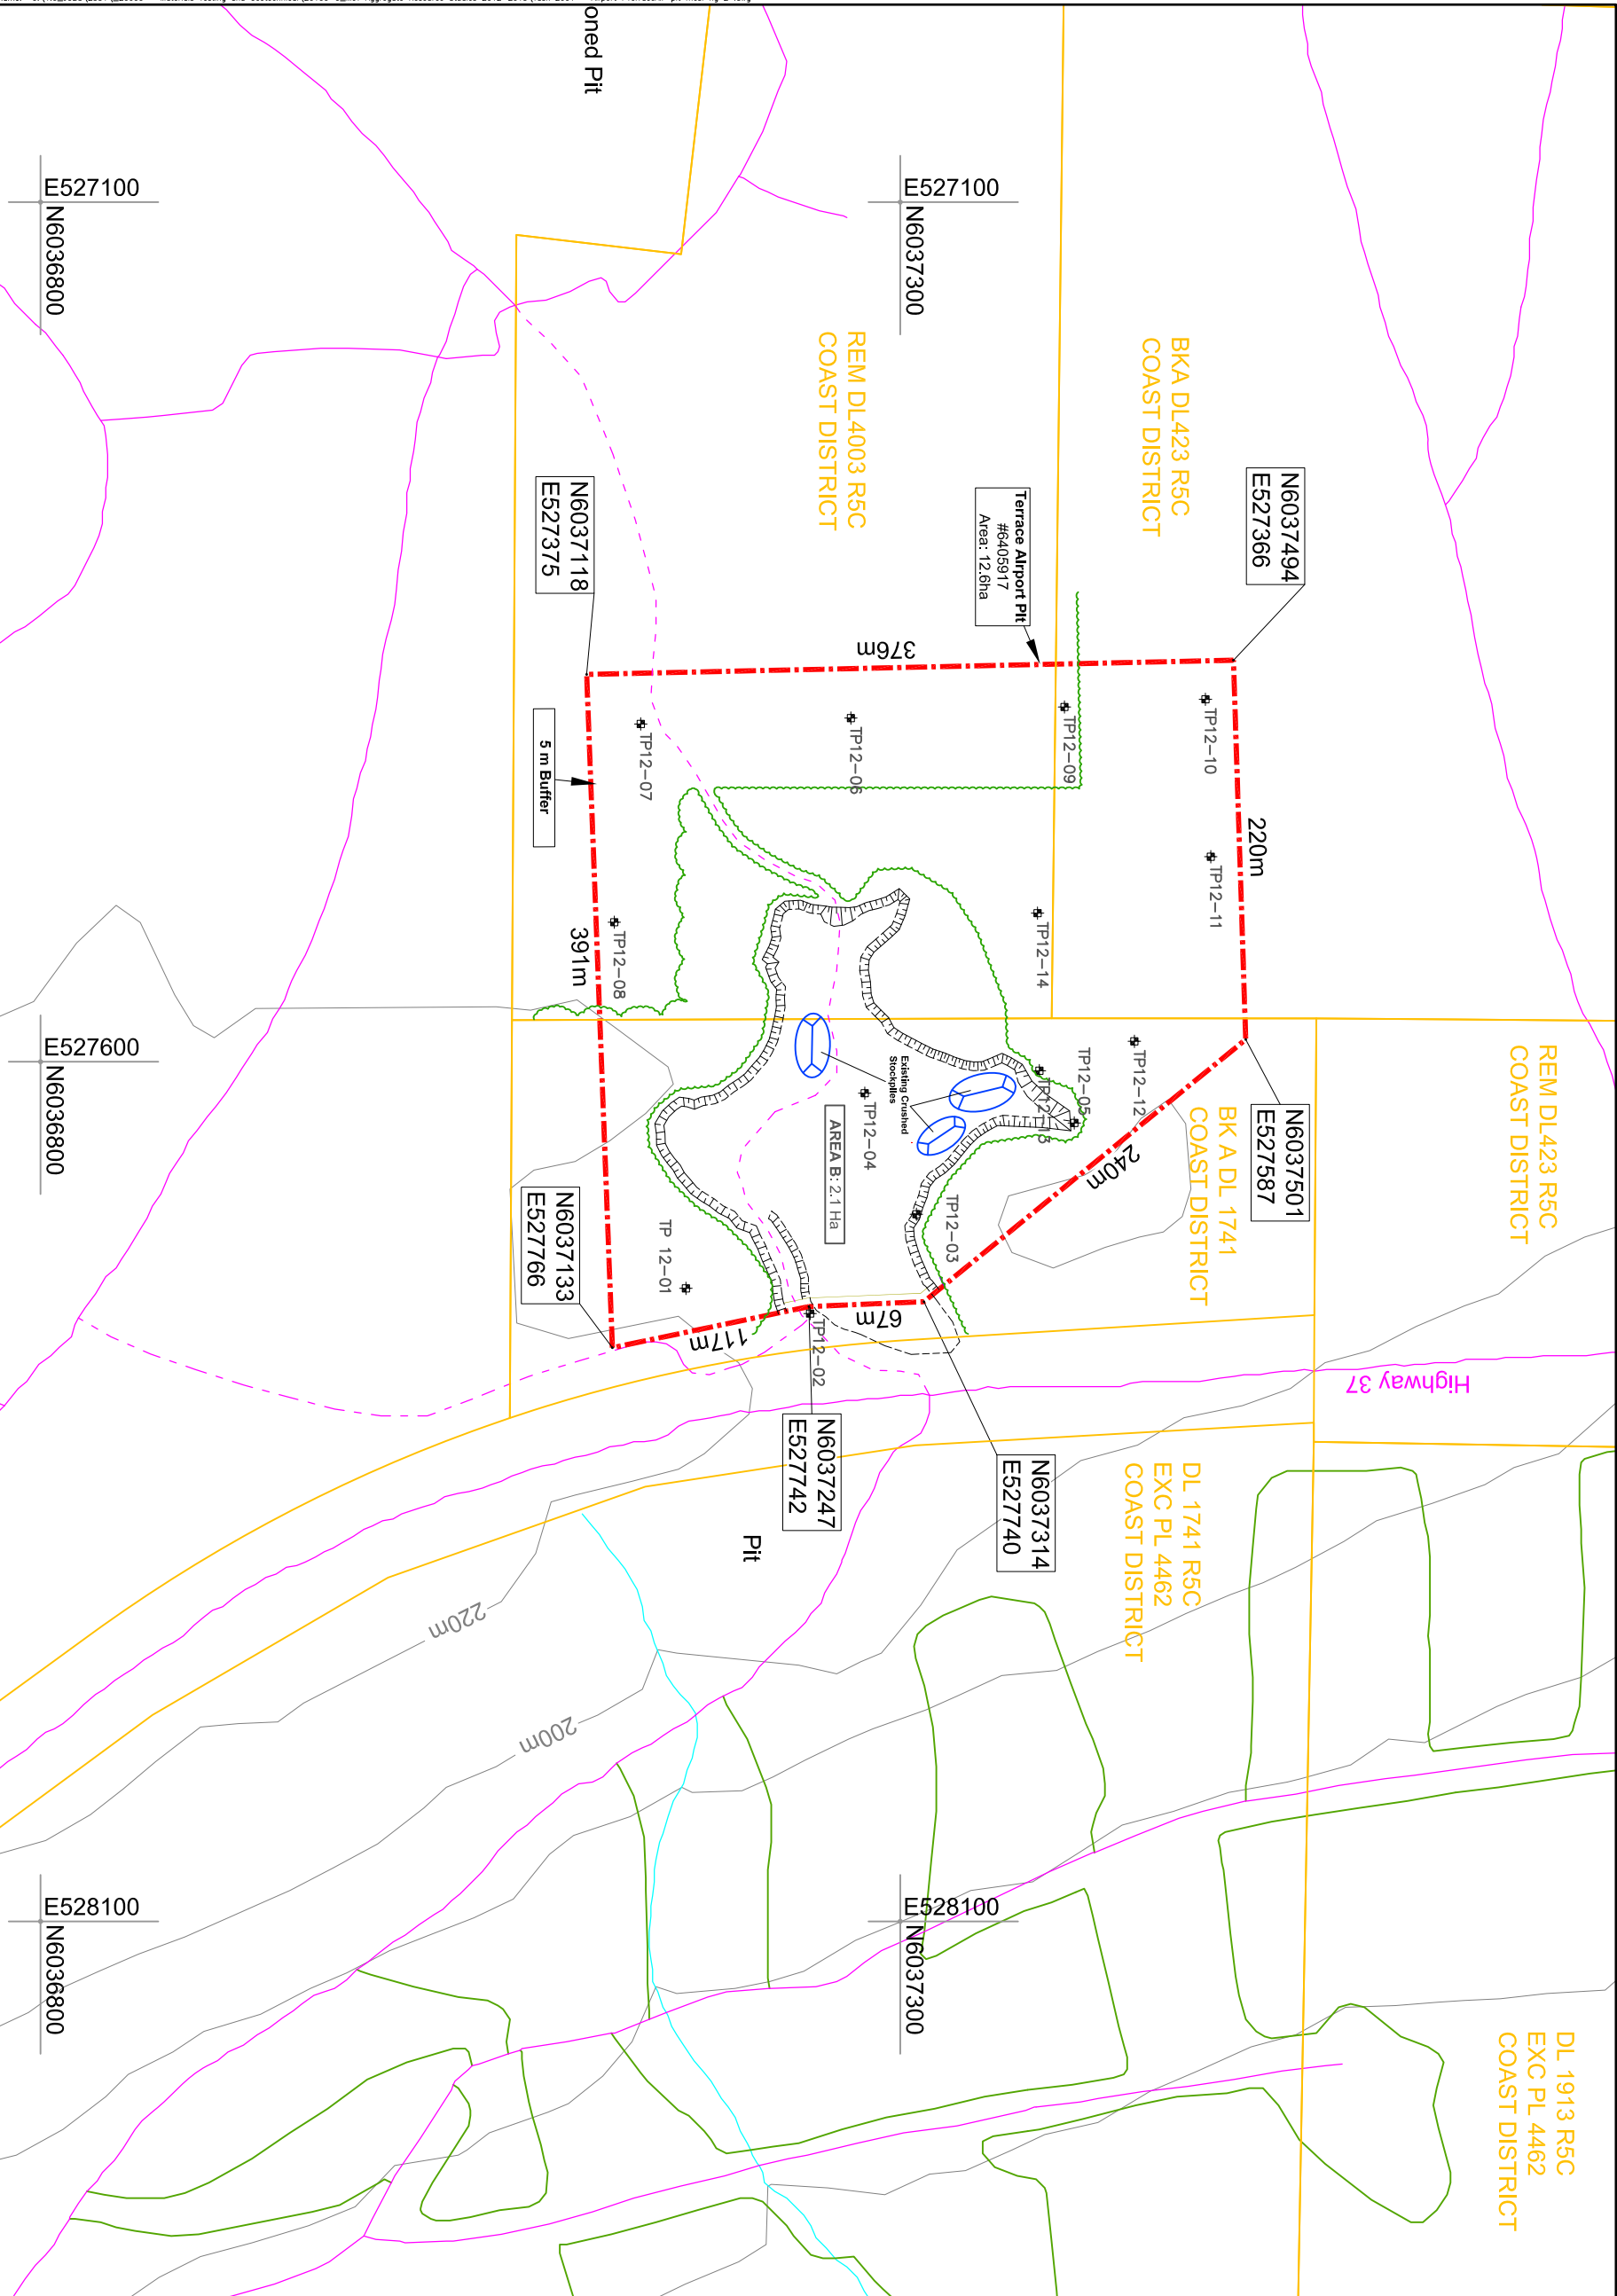 oned Pit
E527100
N6036800
E527100
N6037300
REM DL4003 R5C
COAST DISTRICT
BKA DL423 R5C
COAST DISTRICT
N6037494
E527366
Terrace Airport Pit
#6405917
Area: 12.6ha
N6037118
E527375
376m
5 m Buffer
TP12-07
TP12-06
TP12-09
TP12-10
220m
TP12-11
TP12-14
TP12-08
391m
E527600
N6036800
Existing Crushed
Stockpiles
TP12-04
AREA B: 2.1 Ha
TP12-05
TP12-13
TP12-12
240m
BK A DL 1741
COAST DISTRICT
N6037501
E527587
REM DL423 R5C
COAST DISTRICT
TP12-03
TP 12-01
N6037133
E527766
117m
67m
TP12-02
Highway 37
N6037247
E527742
N6037314
E527740
Pit
DL 1741 R5C
EXC PL 4462
COAST DISTRICT
220m
200m
E528100
N6036800
E528100
N6037300
DL 1913 R5C
EXC PL 4462
COAST DISTRICT